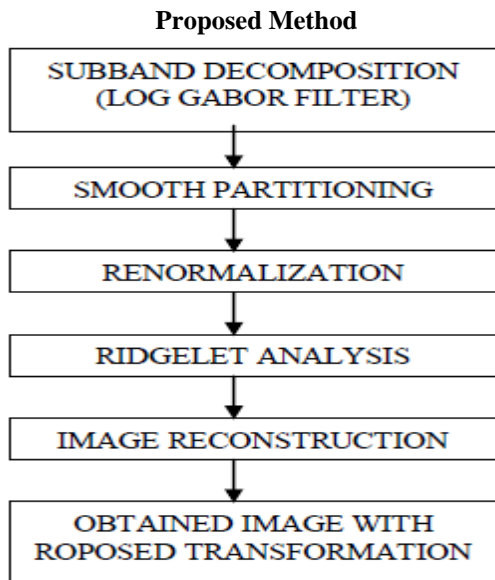 Proposed Method
SUBBAND DECOMPOSITION
(LOG GABOR FILTER)
SMOOTH PARTITIONING
RENORMALIZATION
RIDGELET ANALYSIS
IMAGE RECONSTRUCTION
OBTAINED IMAGE WITH
ROPOSED TRANSFORMATION